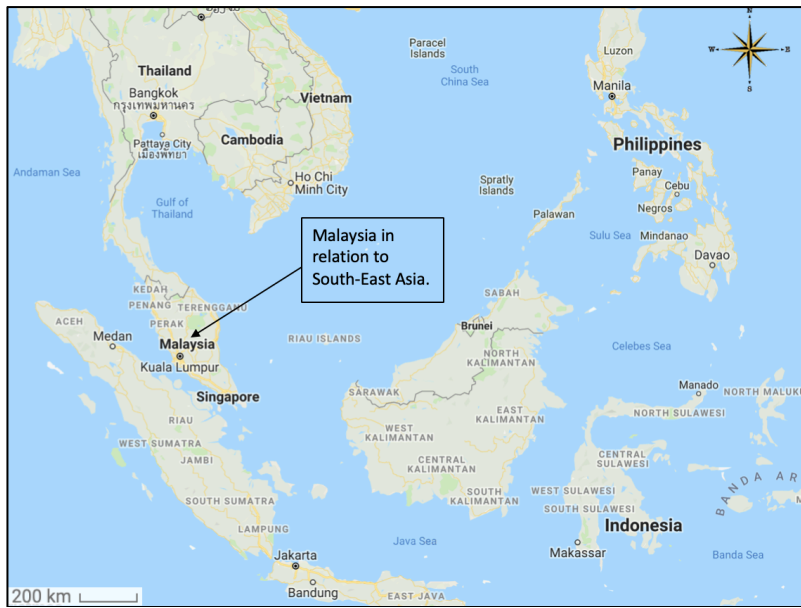 Paracel
Islands
Luzon
N
W
E
S
Thailand
South
China Sea
Bangkok
กรุงเทพมหานคร
Manila
Vietnam
Pattaya City
เมืองพัทยา
Cambodia
Philippines
Andaman Sea
Ho Chi
Minh City
Spratly
Islands
Panay
Cebu
Gulf of
Thailand
Negros
Palawan
Malaysia in
relation to
South-East Asia.
Sulu Sea
Mindanao
Davao
KEDAH
PENANG
TERENGGANU
SABAH
ACEH
PERAK
Medan
Malaysia
RIAU ISLANDS
Brunei
Kuala Lumpur
NORTH
KALIMANTAN
Celebes Sea
Singapore
SARAWAK
Manado
NORTH MALUKU
RIAU
EAST
KALIMANTAN
NORTH SULAWESI
WEST
KALIMANTAN
WEST SUMATRA
JAMBI
CENTRAL
KALIMANTAN
CENTRAL
SULAWESI
BANDA AR
SOUTH SUMATRA
SOUTH
KALIMANTAN
WEST SULAWESI
SOUTH SULAWESI
LAMPUNG
Indonesia
Java Sea
Makassar
Banda Sea
Jakarta
Bandung
EAST JAVA
200 km